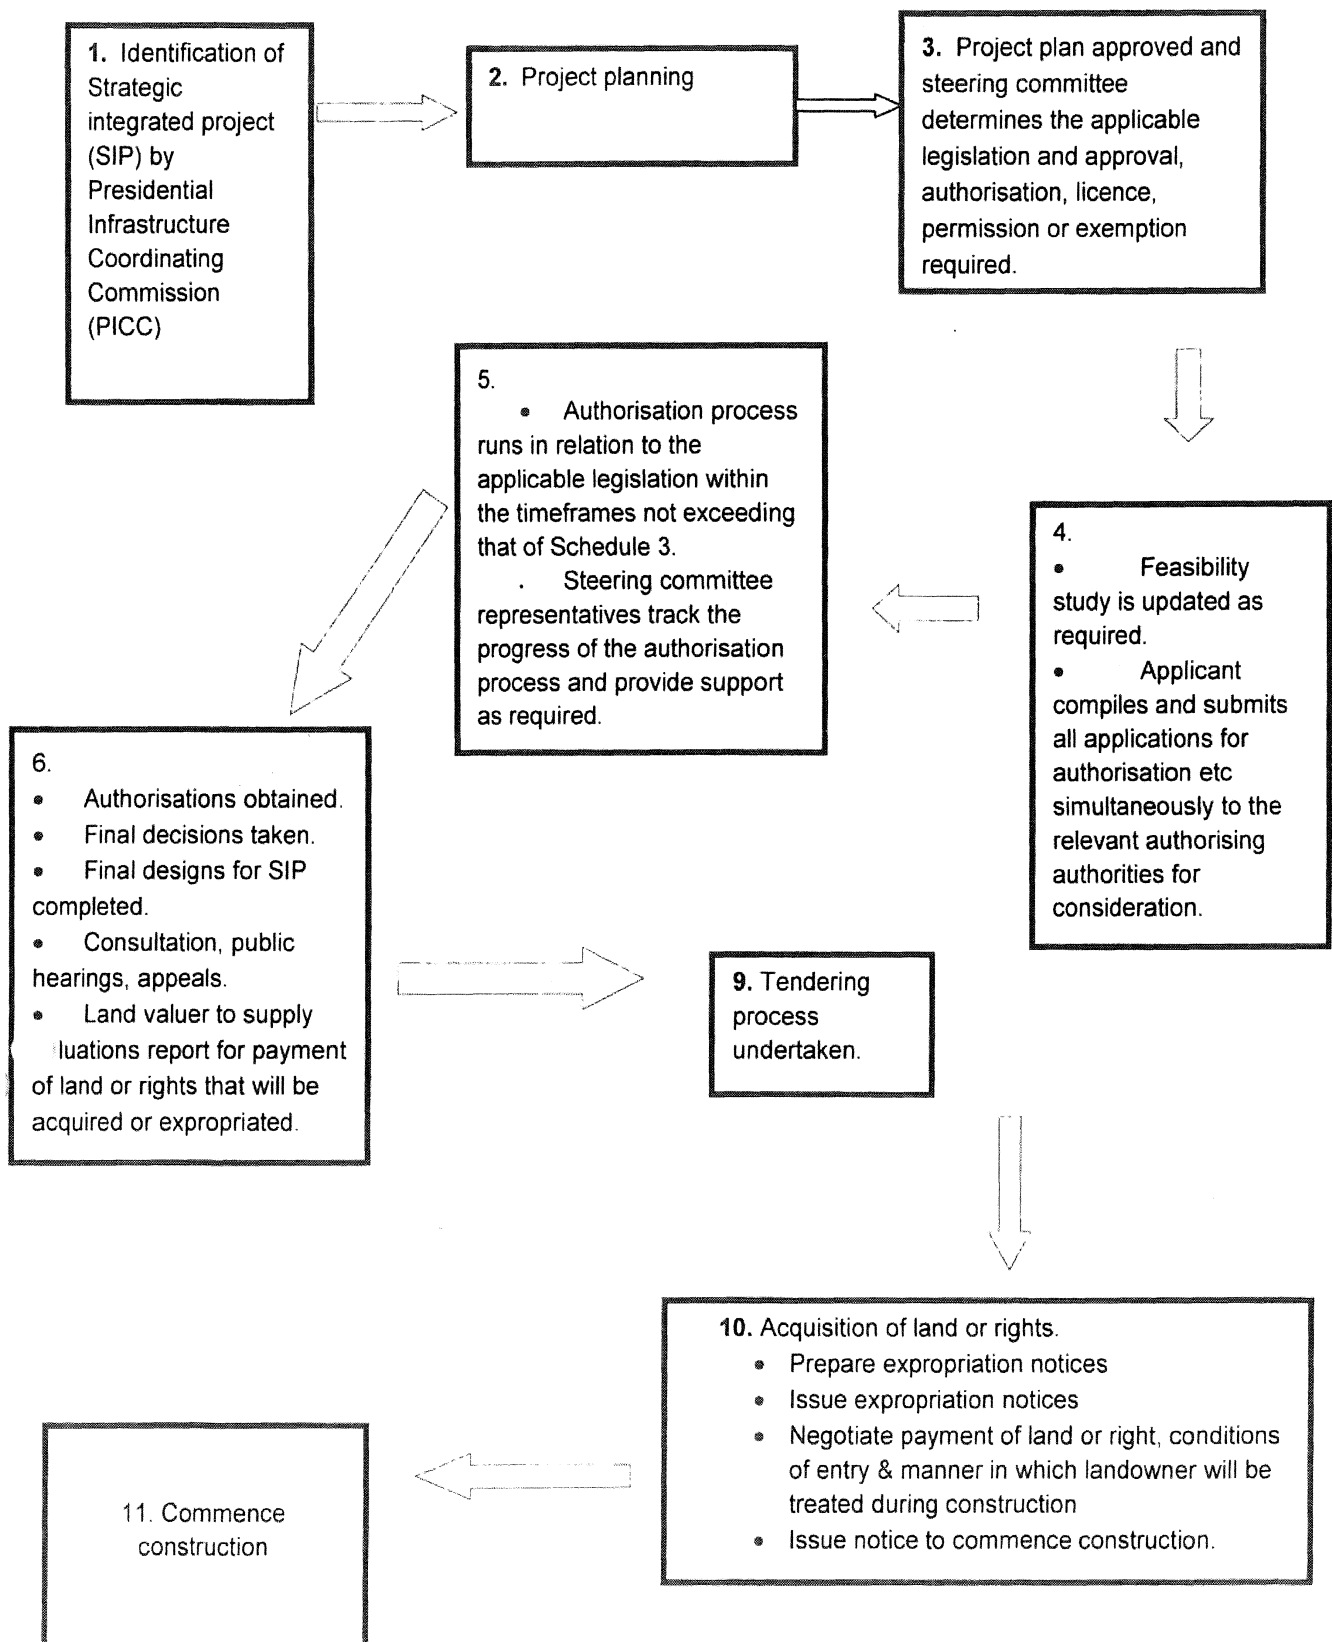 1. Identification of
Strategic
integrated project
(SIP) by
Presidential
Infrastructure
Coordinating
Commission
(PICC)
2. Project planning
3. Project plan approved and
steering committee
determines the applicable
legislation and approval,
authorisation, licence,
permission or exemption
required.
4.
• Feasibility
study is updated as
required.
• Applicant
compiles and submits
all applications for
authorisation etc
simultaneously to the
relevant authorising
authorities for
consideration.
5.
• Authorisation process
runs in relation to the
applicable legislation within
the timeframes not exceeding
that of Schedule 3.
. Steering committee
representatives track the
progress of the authorisation
process and provide support
as required.
6.
• Authorisations obtained.
• Final decisions taken.
• Final designs for SIP
completed.
• Consultation, public
hearings, appeals.
• Land valuer to supply
luations report for payment
of land or rights that will be
acquired or expropriated.
9. Tendering
process
undertaken.
10. Acquisition of land or rights.
• Prepare expropriation notices
• Issue expropriation notices
• Negotiate payment of land or right, conditions
of entry & manner in which landowner will be
treated during construction
• Issue notice to commence construction.
11. Commence
construction